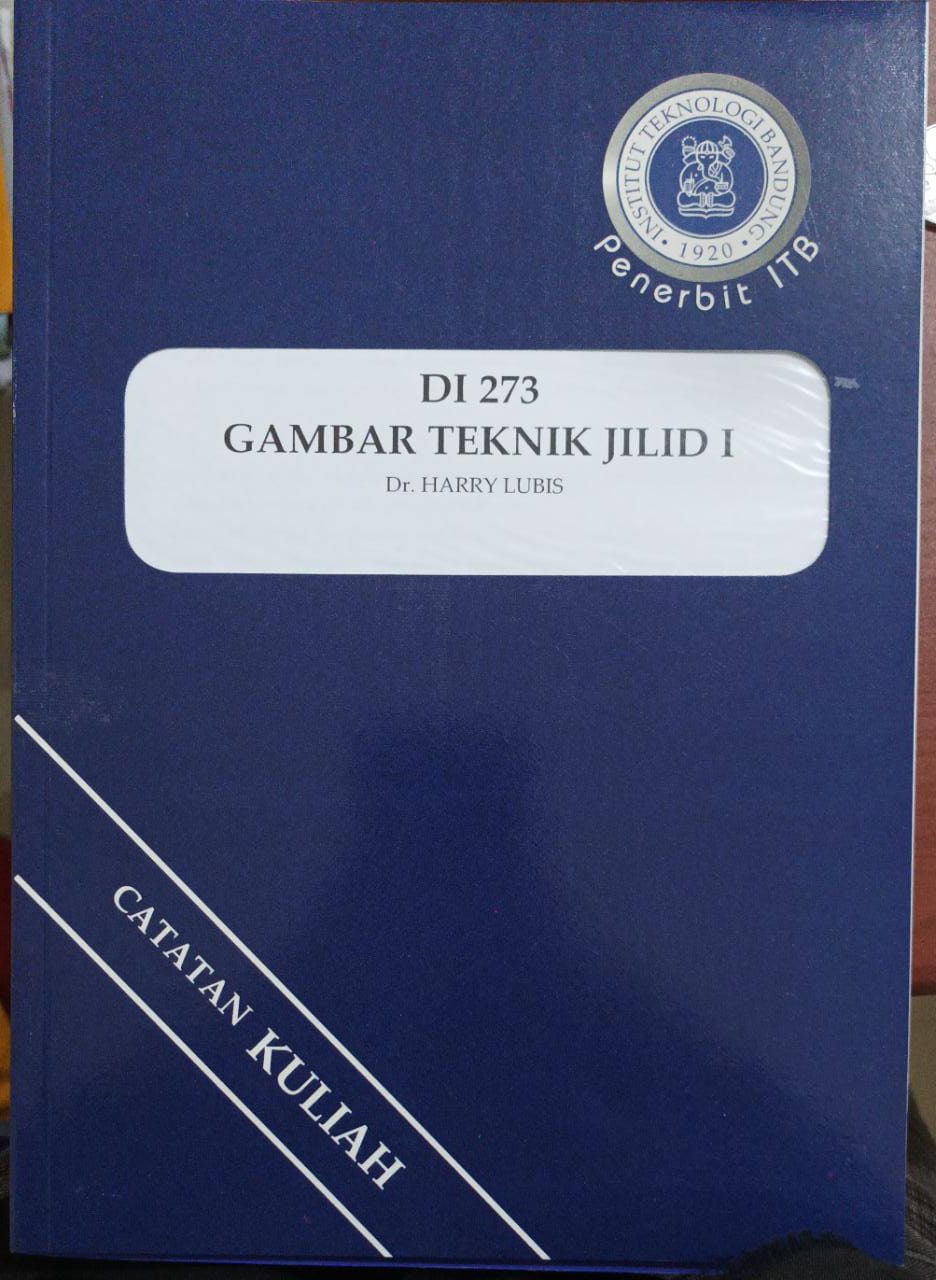 INSTITUT TEKNOLOGI BANDUNG
• 1920 •
Penerbit ITB
DI 273
GAMBAR TEKNIK JILID I
Dr. HARRY LUBIS
CATATAN KULIAH